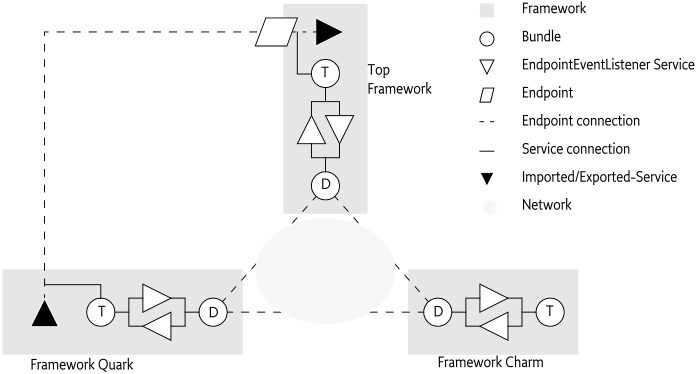 Framework
Bundle
EndpointEventListener Service
Endpoint
Endpoint connection
Service connection
Imported/Exported-Service
Network
T
Top
Framework
D
T
D
D
T
Framework Quark
Framework Charm